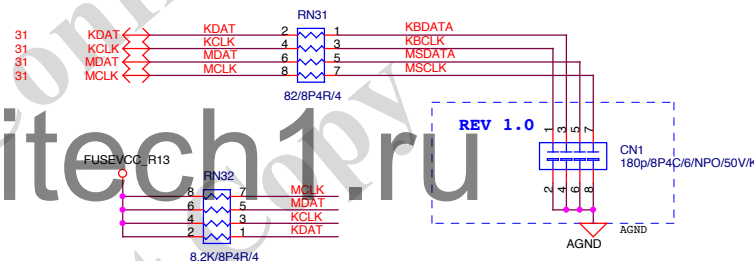 RN31
31 KDAT KDAT 2 1 KBDATA
31 KCLK KCLK 4 3 KBCLK
31 MDAT MDAT 6 5 MSDATA
31 MCLK MCLK 8 7 MSCLK
82/8P4R/4
REV 1.0
1 3 5 7
CN1
180p/8P4C/6/NPO/50V/K
2 4 6 8
AGND
AGND
FUSEVCC_R13
RN32
8 7 MCLK
6 5 MDAT
4 3 KCLK
2 1 KDAT
8.2K/8P4R/4
itech1.ru
Copy